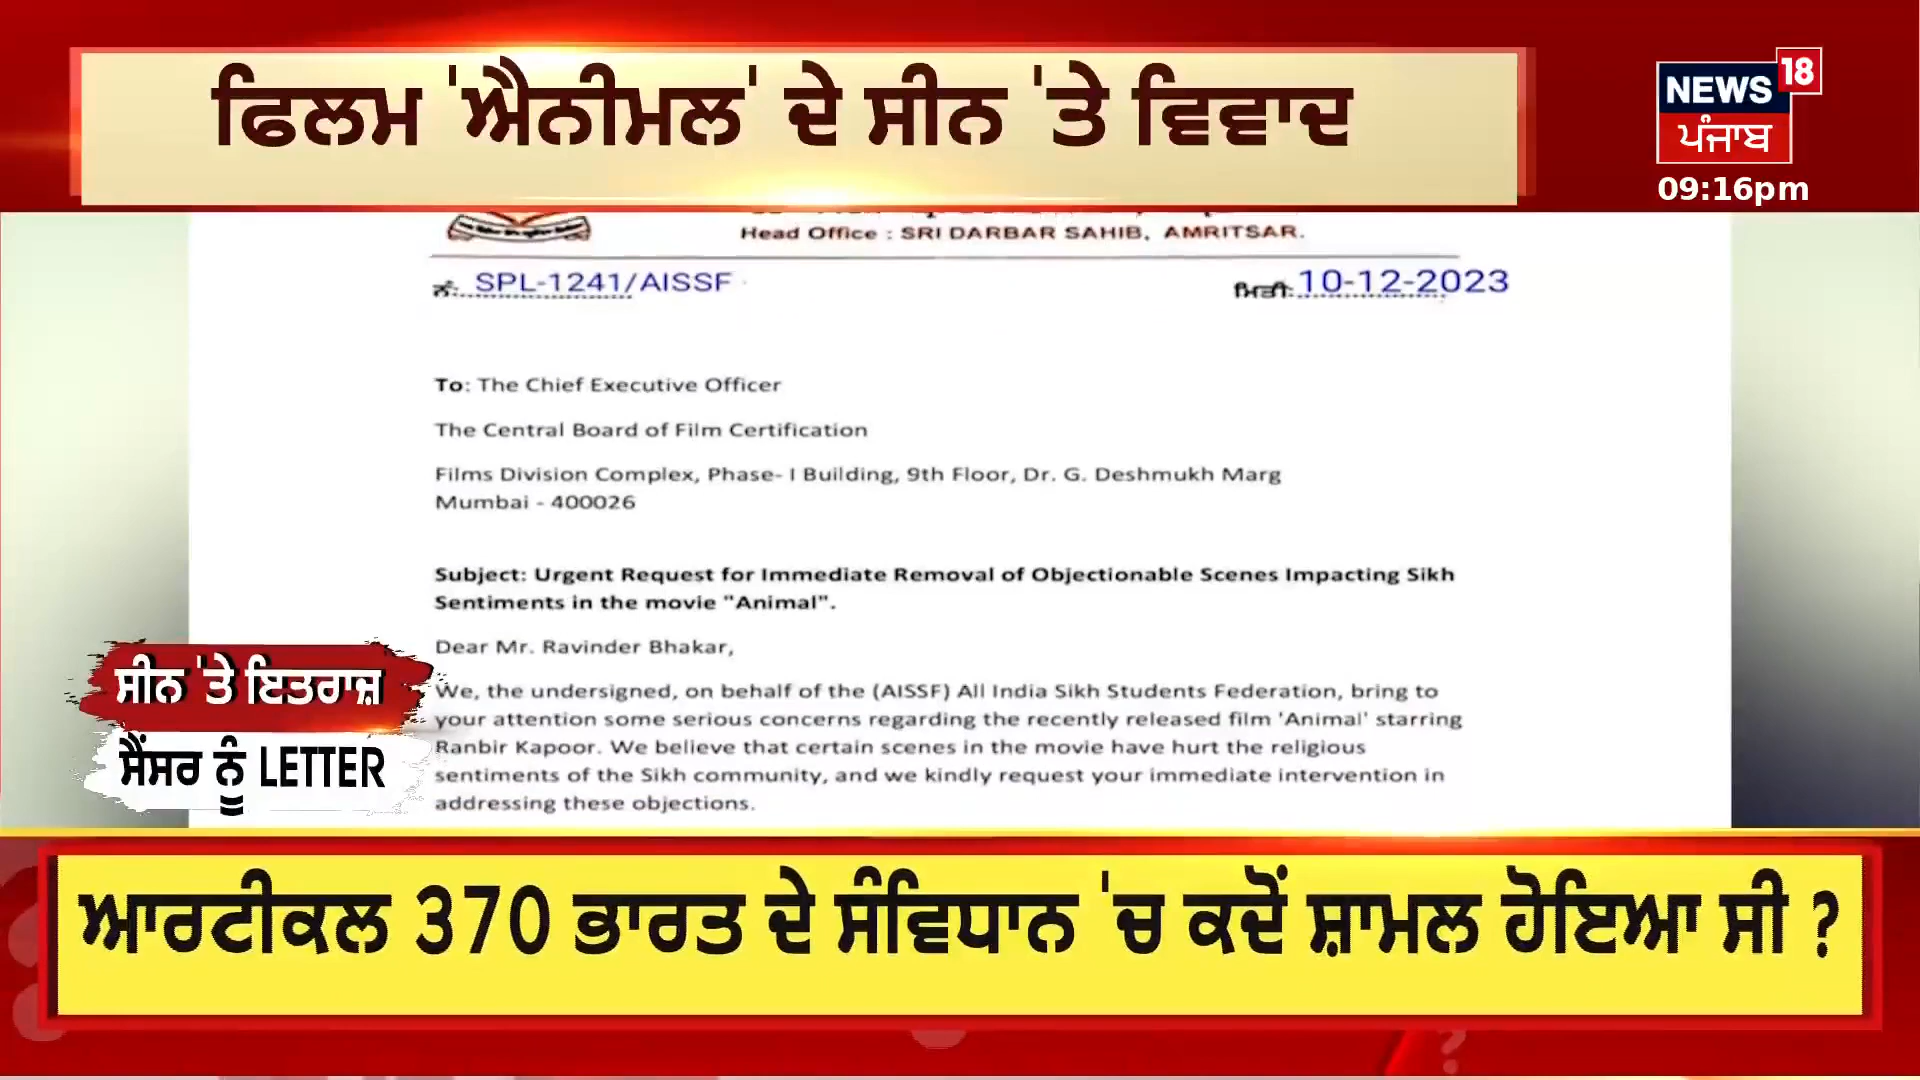 ਫਿਲਮ 'ਐਨੀਮਲ' ਦੇ ਸੀਨ 'ਤੇ ਵਿਵਾਦ
NEWS 18
ਪੰਜਾਬ
09:16pm
Head Office : SRI DARBAR SAHIB, AMRITSAR.
ਨੰ: SPL-1241/AISSF
ਮਿਤੀ: 10-12-2023
To: The Chief Executive Officer
The Central Board of Film Certification
Films Division Complex, Phase- I Building, 9th Floor, Dr. G. Deshmukh Marg
Mumbai - 400026
Subject: Urgent Request for Immediate Removal of Objectionable Scenes Impacting Sikh
Sentiments in the movie "Animal".
Dear Mr. Ravinder Bhakar,
We, the undersigned, on behalf of the (AISSF) All India Sikh Students Federation, bring to
your attention some serious concerns regarding the recently released film 'Animal' starring
Ranbir Kapoor. We believe that certain scenes in the movie have hurt the religious
sentiments of the Sikh community, and we kindly request your immediate intervention in
addressing these objections.
ਸੀਨ 'ਤੇ ਇਤਰਾਜ਼
ਸੈਂਸਰ ਨੂੰ LETTER
ਆਰਟੀਕਲ 370 ਭਾਰਤ ਦੇ ਸੰਵਿਧਾਨ 'ਚ ਕਦੋਂ ਸ਼ਾਮਲ ਹੋਇਆ ਸੀ ?